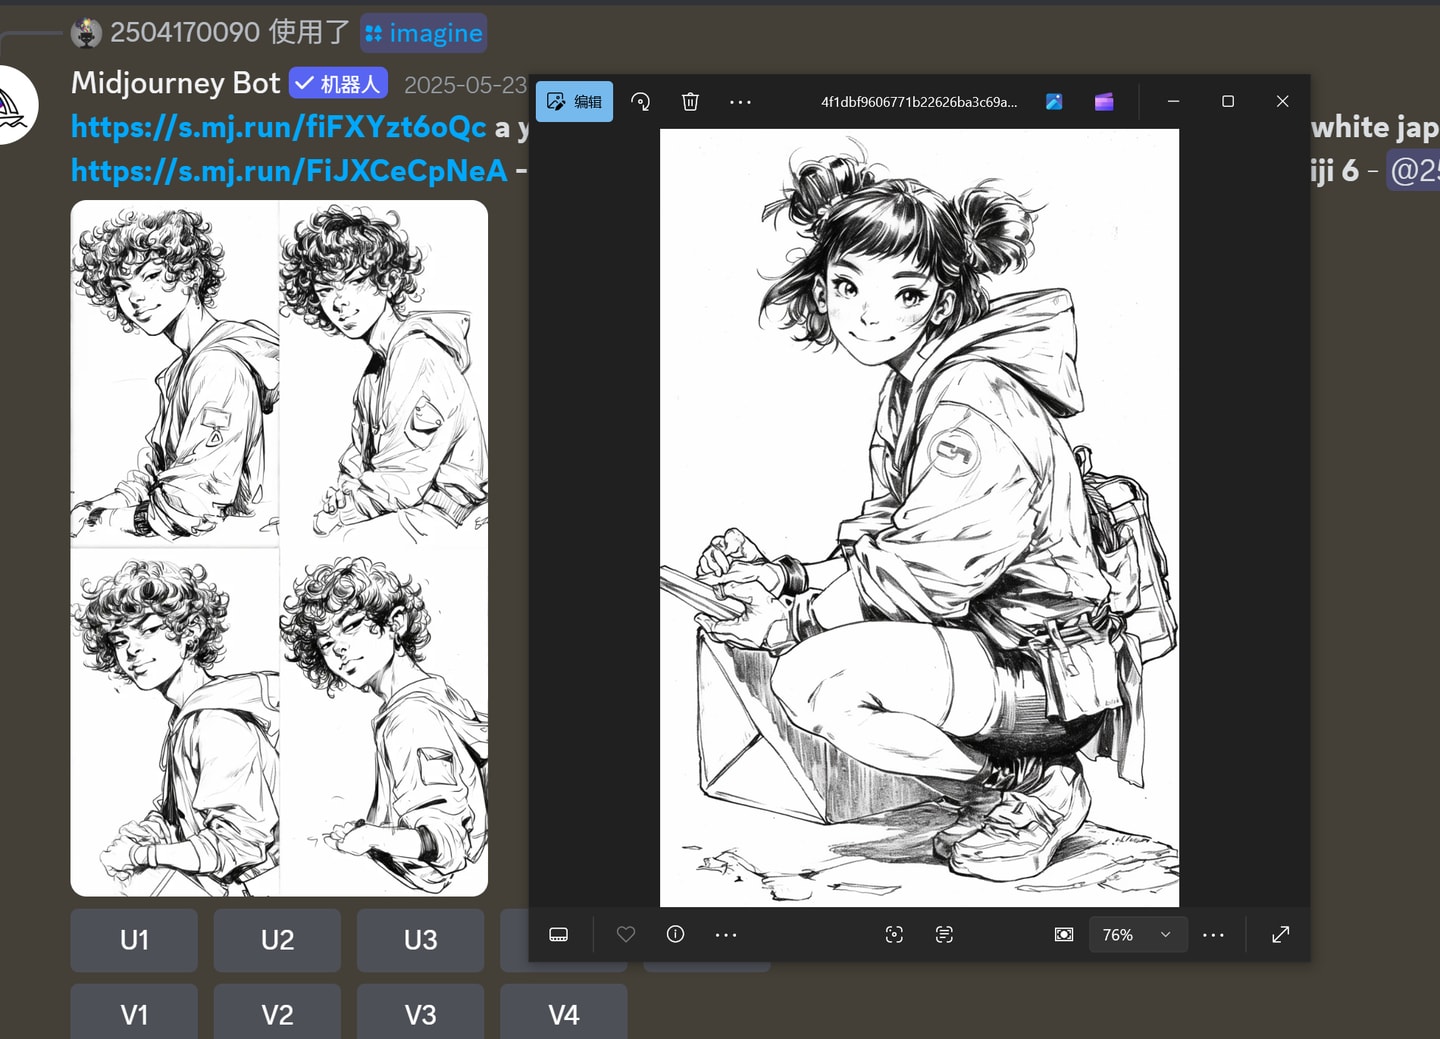 2504170090 使用了 imagine
Midjourney Bot 机器人 2025-05-23
https://s.mj.run/fiFXYzt6oQc a
white jap
https://s.mj.run/FiJXCeCpNeA -
iji 6 - @25
编辑
4f1dbf9606771b22626ba3c69a...
76%
U1 U2 U3
V1 V2 V3 V4